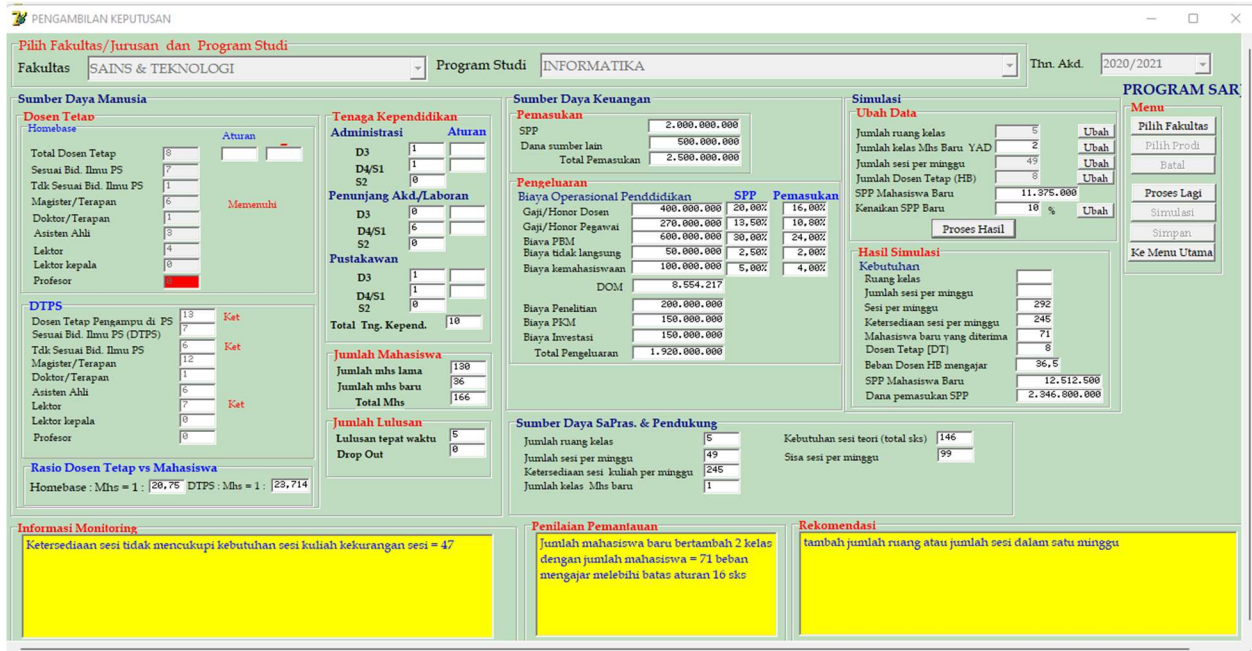 PENGAMBILAN KEPUTUSAN
Pilih Fakultas/Jurusan dan Program Studi
Fakultas SAINS & TEKNOLOGI Program Studi INFORMATIKA Thn. Akd. 2020/2021
PROGRAM SARJ
Sumber Daya Manusia
Dosen Tetap
Homebase
Aturan
Total Dosen Tetap 8
Sesuai Bid. Ilmu PS 7
Tdk Sesuai Bid. Ilmu PS 1
Magister/Terapan 6 Memenuhi
Doktor/Terapan 1
Asisten Ahli 3
Lektor 4
Lektor kepala 0
Profesor
DTPS
Dosen Tetap Pengampu di PS 13 Ket
Sesuai Bid. Ilmu PS (DTPS) 7
Tdk Sesuai Bid. Ilmu PS 6 Ket
Magister/Terapan 12
Doktor/Terapan 1
Asisten Ahli 6
Lektor 7 Ket
Lektor kepala 0
Profesor 0
Rasio Dosen Tetap vs Mahasiswa
Homebase : Mhs = 1 : 20,75 DTPS : Mhs = 1 : 23,714
Tenaga Kependidikan
Administrasi Aturan
D3 1
D4/S1 1
S2 0
Penunjang Akd./Laboran
D3 0
D4/S1 6
S2 0
Pustakawan
D3 1
D4/S1 1
S2 0
Total Tng. Kepend. 10
Jumlah Mahasiswa
Jumlah mhs lama 130
Jumlah mhs baru 36
Total Mhs 166
Jumlah Lulusan
Lulusan tepat waktu 5
Drop Out 0
Sumber Daya Keuangan
Pemasukan
SPP 2.000.000.000
Dana sumber lain 500.000.000
Total Pemasukan 2.500.000.000
Pengeluaran
Biaya Operasional Penddidikan SPP Pemasukan
Gaji/Honor Dosen 400.000.000 20,00% 16,00%
Gaji/Honor Pegawai 270.000.000 13,50% 10,80%
Biaya PBM 600.000.000 30,00% 24,00%
Biaya tidak langsung 50.000.000 2,50% 2,00%
Biaya kemahasiswaan 100.000.000 5,00% 4,00%
DOM 8.554.217
Biaya Penelitian 200.000.000
Biaya PKM 150.000.000
Biaya Investasi 150.000.000
Total Pengeluaran 1.920.000.000
Simulasi
Ubah Data
Jumlah ruang kelas 5 Ubah
Jumlah kelas Mhs Baru YAD 2 Ubah
Jumlah sesi per minggu 49 Ubah
Jumlah Dosen Tetap (HB) 8 Ubah
SPP Mahasiswa Baru 11.375.000
Kenaikan SPP Baru 10 % Ubah
Proses Hasil
Hasil Simulasi
Kebutuhan
Ruang kelas
Jumlah sesi per minggu
Sesi per minggu 292
Ketersediaan sesi per minggu 245
Mahasiswa baru yang diterima 71
Dosen Tetap [DT) 8
Beban Dosen HB mengajar 36,5
SPP Mahasiswa Baru 12.512.500
Dana pemasukan SPP 2.346.800.000
Menu
Pilih Fakultas
Pilih Prodi
Batal
Proses Lagi
Simulasi
Simpan
Ke Menu Utama
Sumber Daya SaPras. & Pendukung
Jumlah ruang kelas 5 Kebutuhan sesi teori (total sks) 146
Jumlah sesi per minggu 49 Sisa sesi per minggu 99
Ketersediaan sesi kuliah per minggu 245
Jumlah kelas Mhs baru 1
Informasi Monitoring
Ketersediaan sesi tidak mencukupi kebutuhan sesi kuliah kekurangan sesi = 47
Penilaian Pemantauan
Jumlah mahasiswa baru bertambah 2 kelas
dengan jumlah mahasiswa = 71 beban
mengajar melebihi batas aturan 16 sks
Rekomendasi
tambah jumlah ruang atau jumlah sesi dalam satu minggu